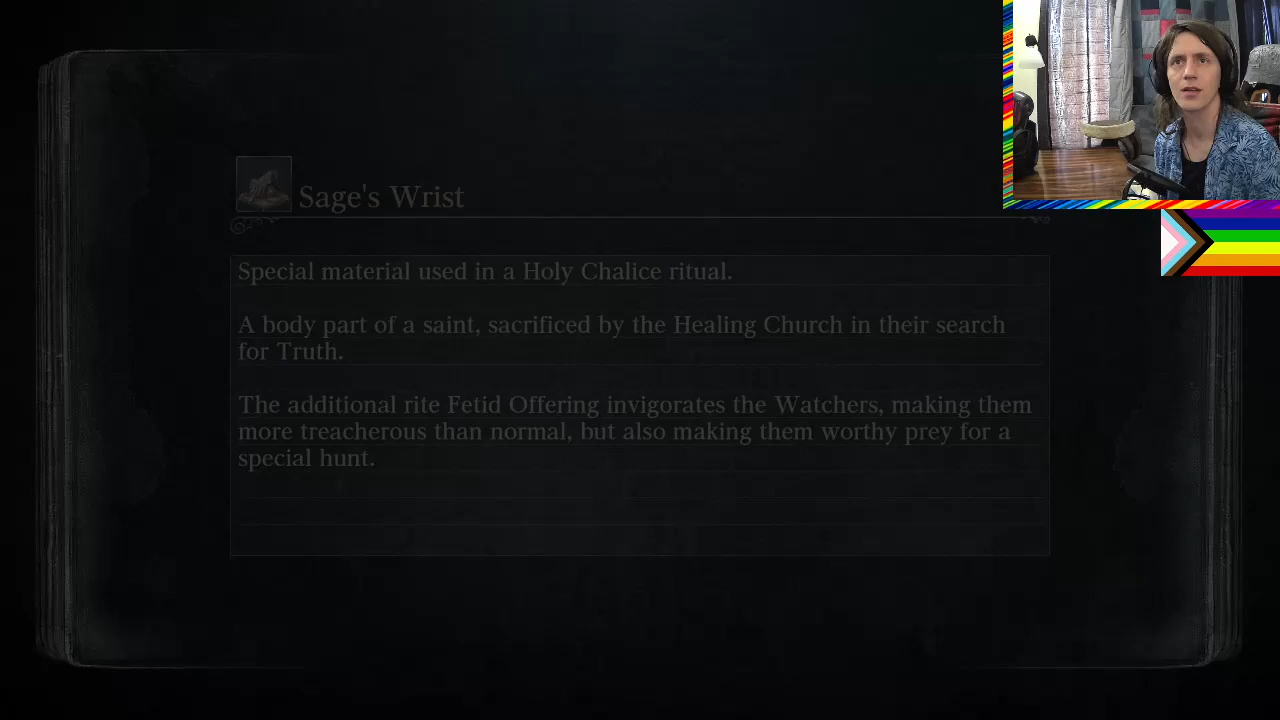 Sage's Wrist
Special material used in a Holy Chalice ritual.
A body part of a saint, sacrificed by the Healing Church in their search
for Truth.
The additional rite Fetid Offering invigorates the Watchers, making them
more treacherous than normal, but also making them worthy prey for a
special hunt.